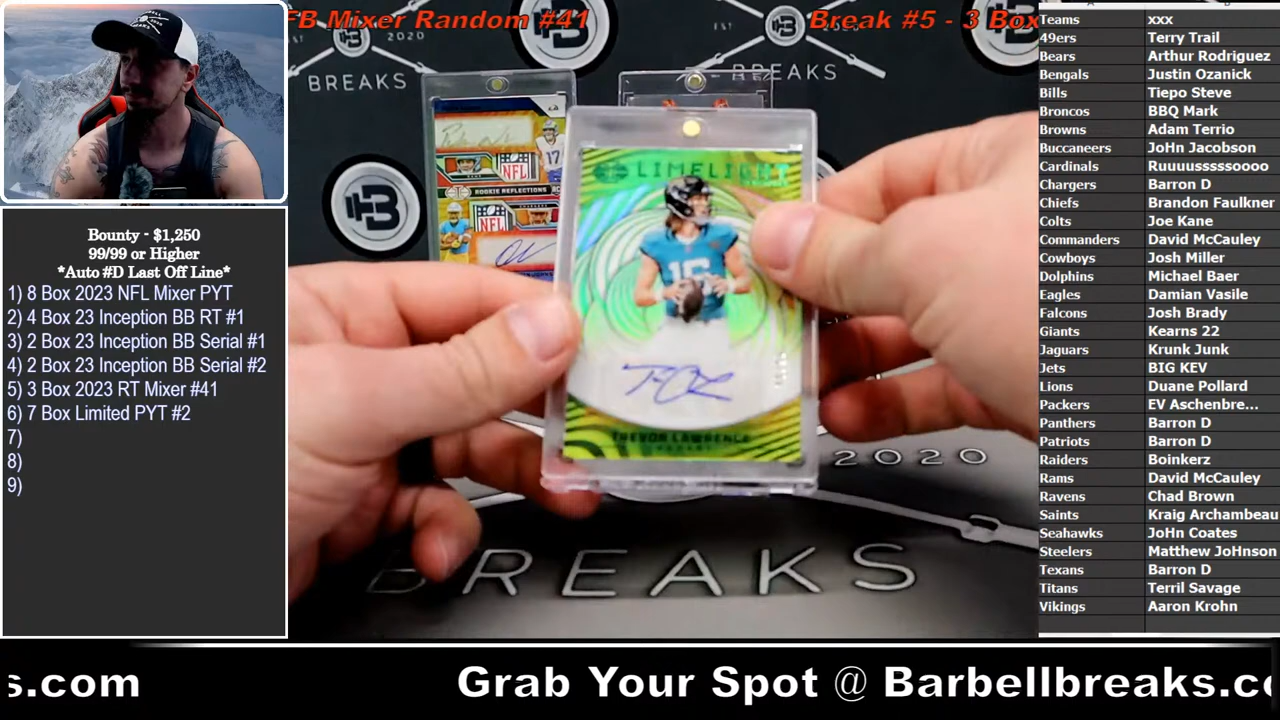 FB Mixer Random #41
Break #5 - 3 Box
EST
2020
BREAKS
BREAKS
Bounty - $1,250
99/99 or Higher
*Auto #D Last Off Line*
1) 8 Box 2023 NFL Mixer PYT
2) 4 Box 23 Inception BB RT #1
3) 2 Box 23 Inception BB Serial #1
4) 2 Box 23 Inception BB Serial #2
5) 3 Box 2023 RT Mixer #41
6) 7 Box Limited PYT #2
7)
8)
9)
NFL
17
ROOKIE REFLECTIONS
NFL
LIMELIGHT
16
TREVOR LAWRENCE
2020
BREAKS
Teams xxx
49ers Terry Trail
Bears Arthur Rodriguez
Bengals Justin Ozanick
Bills Tiepo Steve
Broncos BBQ Mark
Browns Adam Terrio
Buccaneers JoHn Jacobson
Cardinals Ruuusssssoooo
Chargers Barron D
Chiefs Brandon Faulkner
Colts Joe Kane
Commanders David McCauley
Cowboys Josh Miller
Dolphins Michael Baer
Eagles Damian Vasile
Falcons Josh Brady
Giants Kearns 22
Jaguars Krunk Junk
Jets BIG KEV
Lions Duane Pollard
Packers EV Aschenbre...
Panthers Barron D
Patriots Barron D
Raiders Boinkerz
Rams David McCauley
Ravens Chad Brown
Saints Kraig Archambeau
Seahawks JoHn Coates
Steelers Matthew JoHnson
Texans Barron D
Titans Terril Savage
Vikings Aaron Krohn
s.com Grab Your Spot @ Barbellbreaks.co